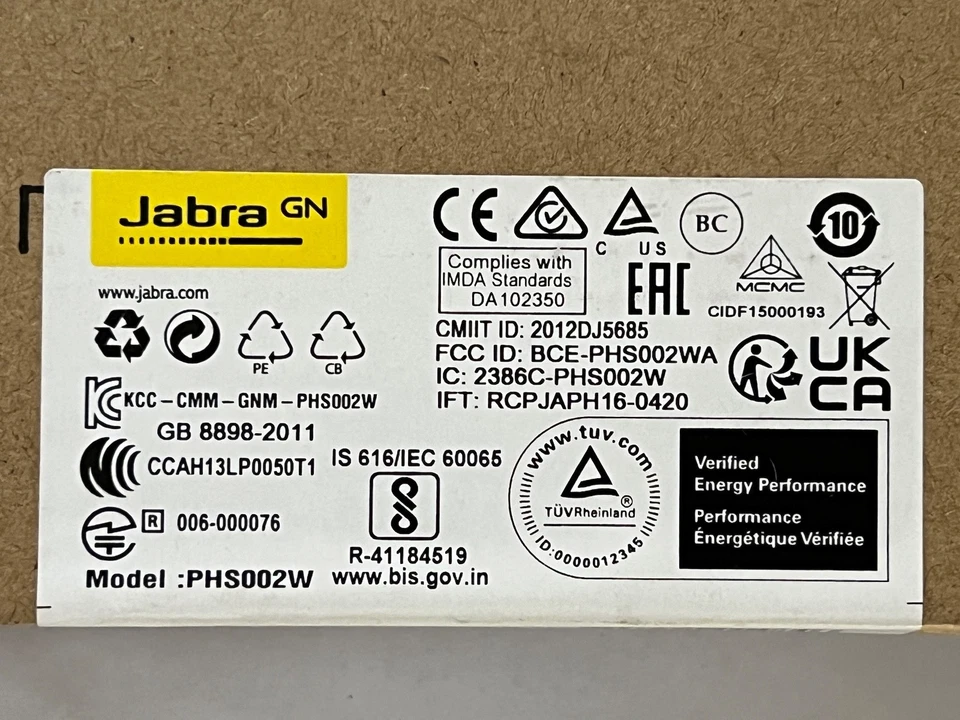 Jabra GN
www.jabra.com
PE
CB
KCC-CMM-GNM-PHS002W
GB 8898-2011
CCAH13LP0050T1
R 006-000076
Model :PHS002W
IS 616/IEC 60065
R-41184519
www.bis.gov.in
CE
C US
BC
10
Complies with
IMDA Standards
DA102350
EAC
MCMC
CIDF15000193
CMIIT ID: 2012DJ5685
FCC ID: BCE-PHS002WA
IC: 2386C-PHS002W
IFT: RCPJAPH16-0420
UK
CA
www.tuv.com
TÜVRheinland®
ID:0000012345
Verified
Energy Performance
Performance
Énergétique Vérifiée